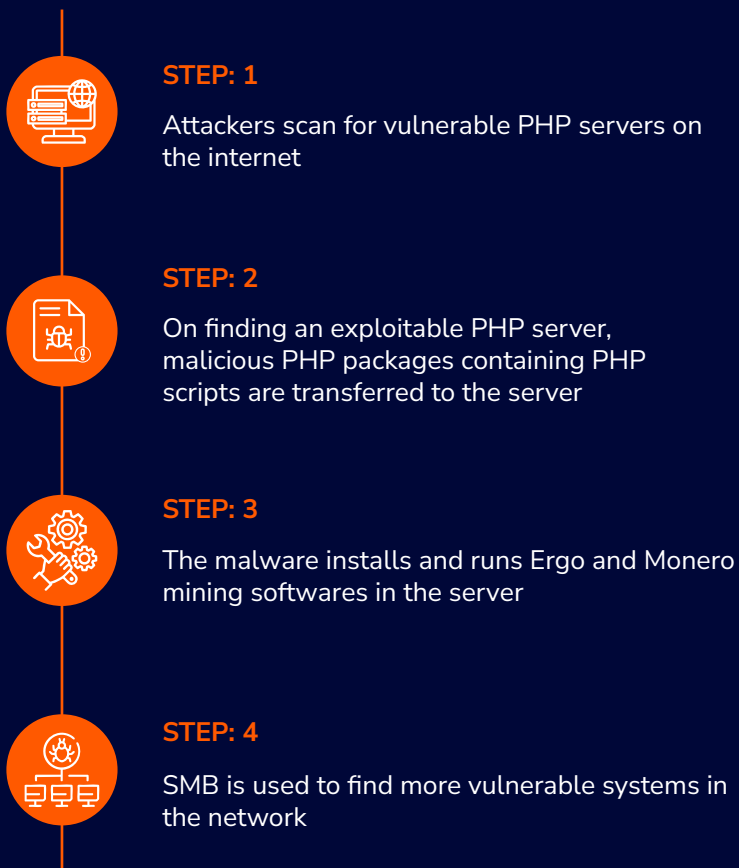 STEP: 1
Attackers scan for vulnerable PHP servers on
the internet
STEP: 2
On finding an exploitable PHP server,
malicious PHP packages containing PHP
scripts are transferred to the server
STEP: 3
The malware installs and runs Ergo and Monero
mining softwares in the server
STEP: 4
SMB is used to find more vulnerable systems in
the network